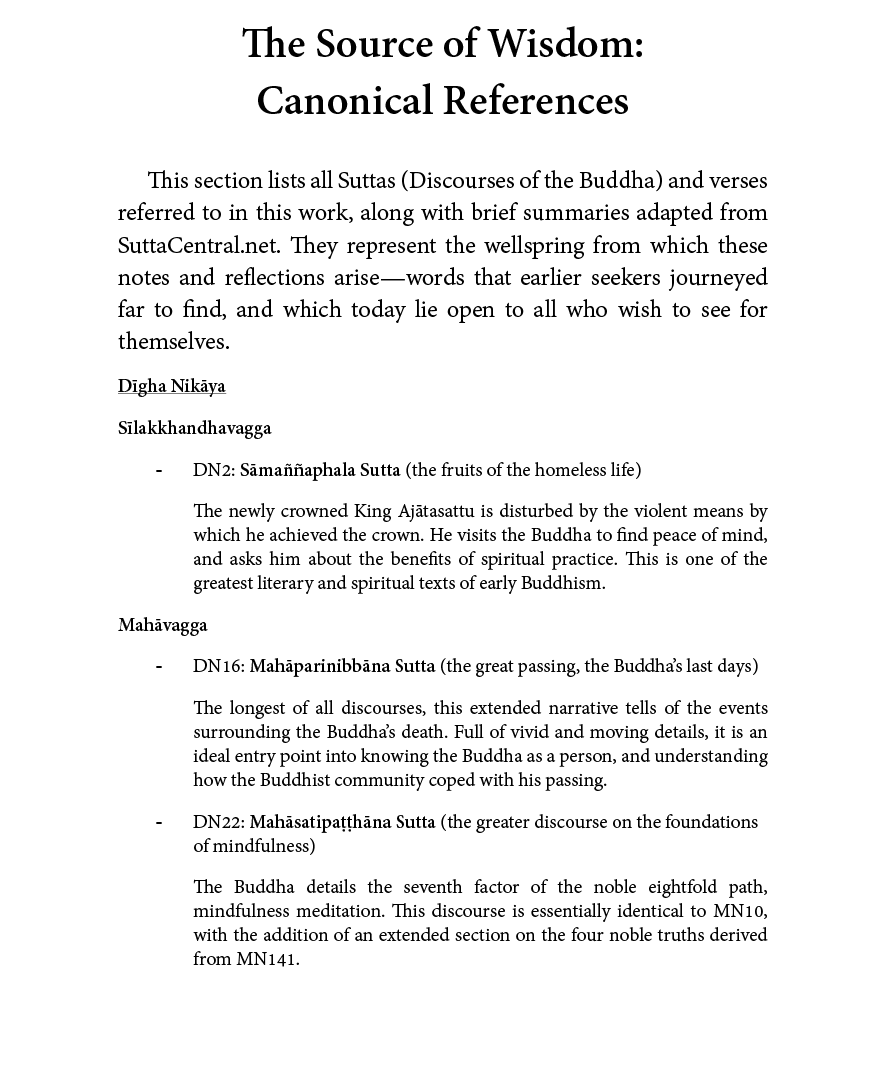 The Source of Wisdom:
Canonical References
This section lists all Suttas (Discourses of the Buddha) and verses
referred to in this work, along with brief summaries adapted from
SuttaCentral.net. They represent the wellspring from which these
notes and reflections arise—words that earlier seekers journeyed
far to find, and which today lie open to all who wish to see for
themselves.
Dīgha Nikāya
Sīlakkhandhavagga
- DN2: Sāmaññaphala Sutta (the fruits of the homeless life)
The newly crowned King Ajātasattu is disturbed by the violent means by
which he achieved the crown. He visits the Buddha to find peace of mind,
and asks him about the benefits of spiritual practice. This is one of the
greatest literary and spiritual texts of early Buddhism.
Mahāvagga
- DN16: Mahāparinibbāna Sutta (the great passing, the Buddha’s last days)
The longest of all discourses, this extended narrative tells of the events
surrounding the Buddha’s death. Full of vivid and moving details, it is an
ideal entry point into knowing the Buddha as a person, and understanding
how the Buddhist community coped with his passing.
- DN22: Mahāsatipaṭṭhāna Sutta (the greater discourse on the foundations
of mindfulness)
The Buddha details the seventh factor of the noble eightfold path,
mindfulness meditation. This discourse is essentially identical to MN10,
with the addition of an extended section on the four noble truths derived
from MN141.